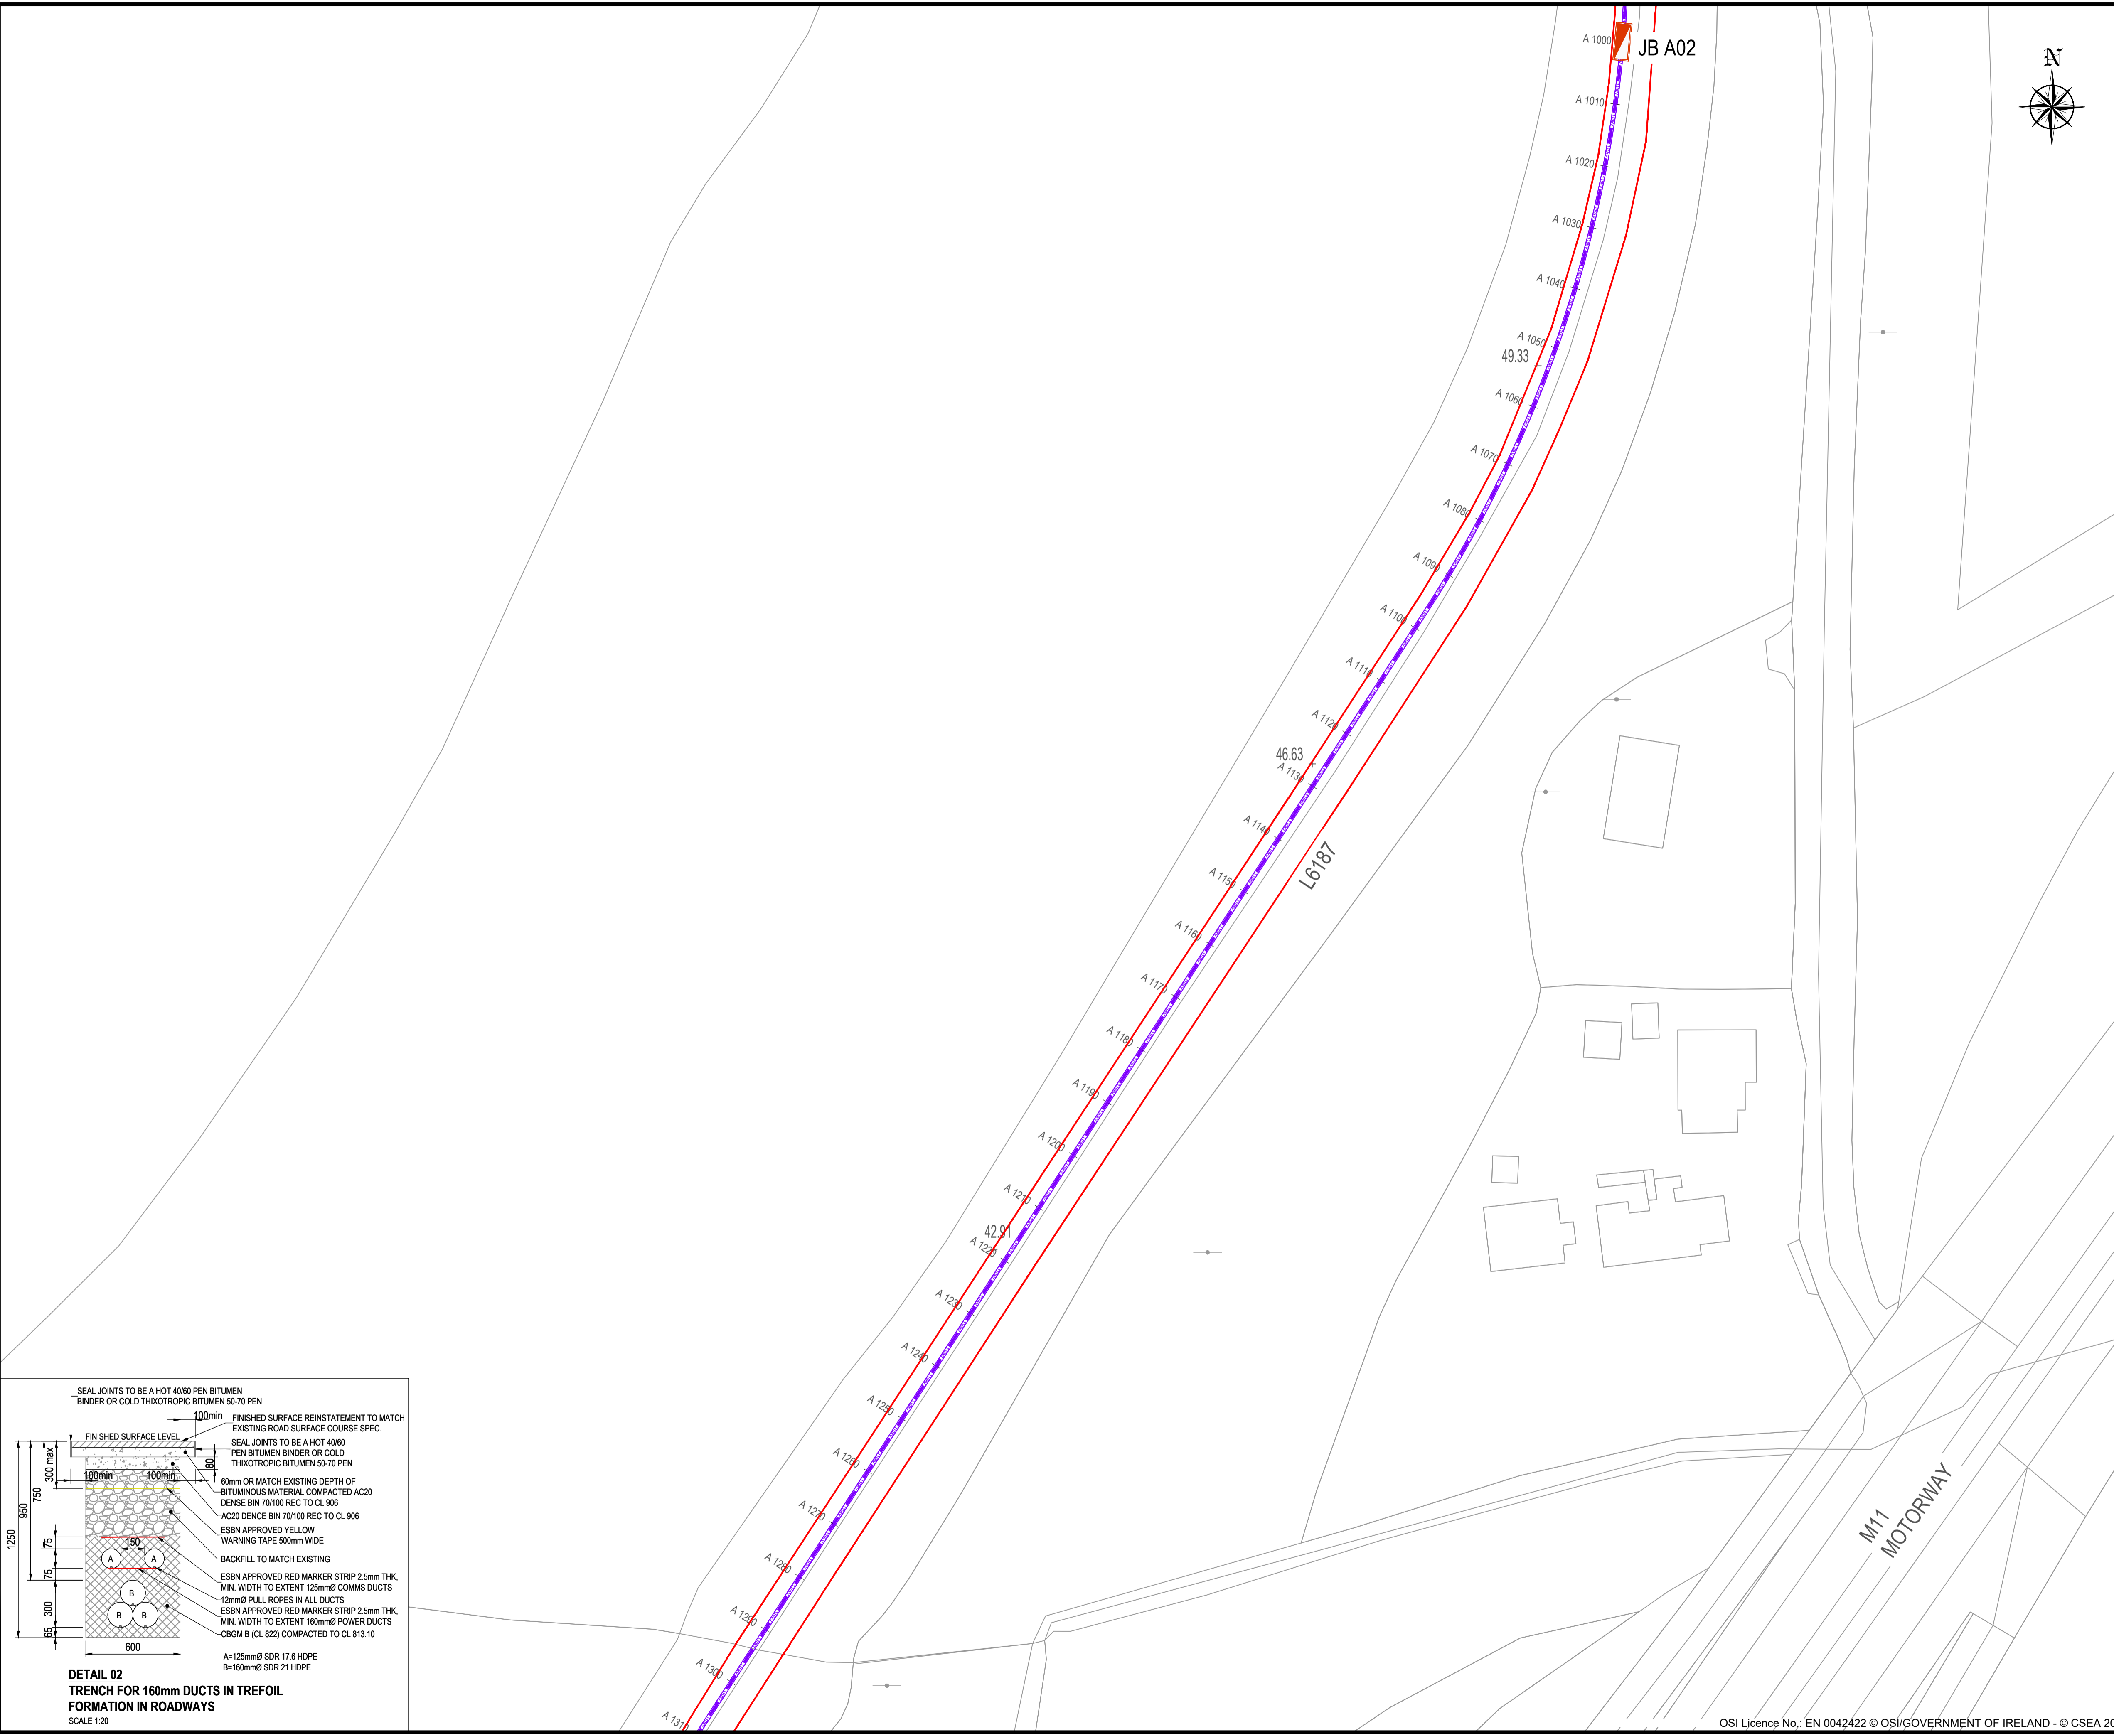 A 1000
JB A02
N
A 1010
A 1020
A 1030
A 1040
A 1050
49.33
A 1060
A 1070
A 1080
A 1090
A 1100
A 1110
A 1120
46.63
A 1130
A 1140
L6187
A 1150
A 1160
A 1170
A 1180
A 1190
A 1200
A 1210
42.91
A 1220
A 1230
A 1240
A 1250
A 1260
A 1270
A 1280
A 1290
A 1300
A 1310
M11
MOTORWAY
SEAL JOINTS TO BE A HOT 40/60 PEN BITUMEN
BINDER OR COLD THIXOTROPIC BITUMEN 50-70 PEN
100min
FINISHED SURFACE REINSTATEMENT TO MATCH
EXISTING ROAD SURFACE COURSE SPEC.
FINISHED SURFACE LEVEL
SEAL JOINTS TO BE A HOT 40/60
PEN BITUMEN BINDER OR COLD
THIXOTROPIC BITUMEN 50-70 PEN
80
300 max
100min
100min
60mm OR MATCH EXISTING DEPTH OF
BITUMINOUS MATERIAL COMPACTED AC20
DENSE BIN 70/100 REC TO CL 906
AC20 DENCE BIN 70/100 REC TO CL 906
750
950
1250
ESBN APPROVED YELLOW
WARNING TAPE 500mm WIDE
75
150
BACKFILL TO MATCH EXISTING
A
A
75
ESBN APPROVED RED MARKER STRIP 2.5mm THK,
MIN. WIDTH TO EXTENT 125mmØ COMMS DUCTS
12mmØ PULL ROPES IN ALL DUCTS
B
300
ESBN APPROVED RED MARKER STRIP 2.5mm THK,
MIN. WIDTH TO EXTENT 160mmØ POWER DUCTS
B
B
CBGM B (CL 822) COMPACTED TO CL 813.10
65
600
A=125mmØ SDR 17.6 HDPE
B=160mmØ SDR 21 HDPE
DETAIL 02
TRENCH FOR 160mm DUCTS IN TREFOIL
FORMATION IN ROADWAYS
SCALE 1:20
OSI Licence No.: EN 0042422 © OSI/GOVERNMENT OF IRELAND - © CSEA 20